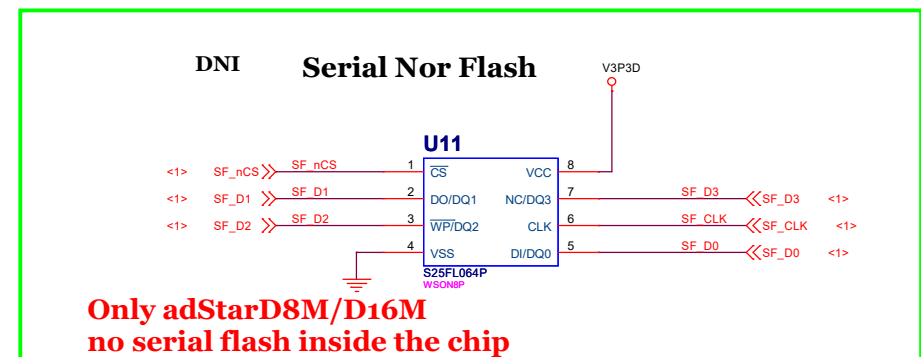 DNI Serial Nor Flash V3P3D
U11
<1> SF_nCS SF_nCS 1 CS VCC 8
<1> SF_D1 SF_D1 2 DO/DQ1 NC/DQ3 7 SF_D3 SF_D3 <1>
<1> SF_D2 SF_D2 3 WP/DQ2 CLK 6 SF_CLK SF_CLK <1>
4 VSS DI/DQ0 5 SF_D0 SF_D0 <1>
S25FL064P
WSON8P
Only adStarD8M/D16M
no serial flash inside the chip